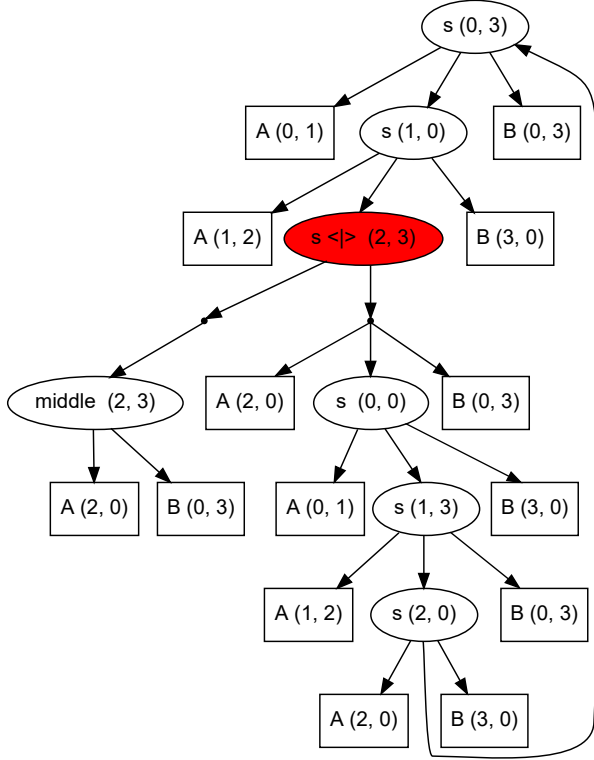 s (0, 3)
A (0, 1)
s (1, 0)
B (0, 3)
A (1, 2)
s <|> (2, 3)
B (3, 0)
middle (2, 3)
A (2, 0)
s (0, 0)
B (0, 3)
A (2, 0)
B (0, 3)
A (0, 1)
s (1, 3)
B (3, 0)
A (1, 2)
s (2, 0)
B (0, 3)
A (2, 0)
B (3, 0)